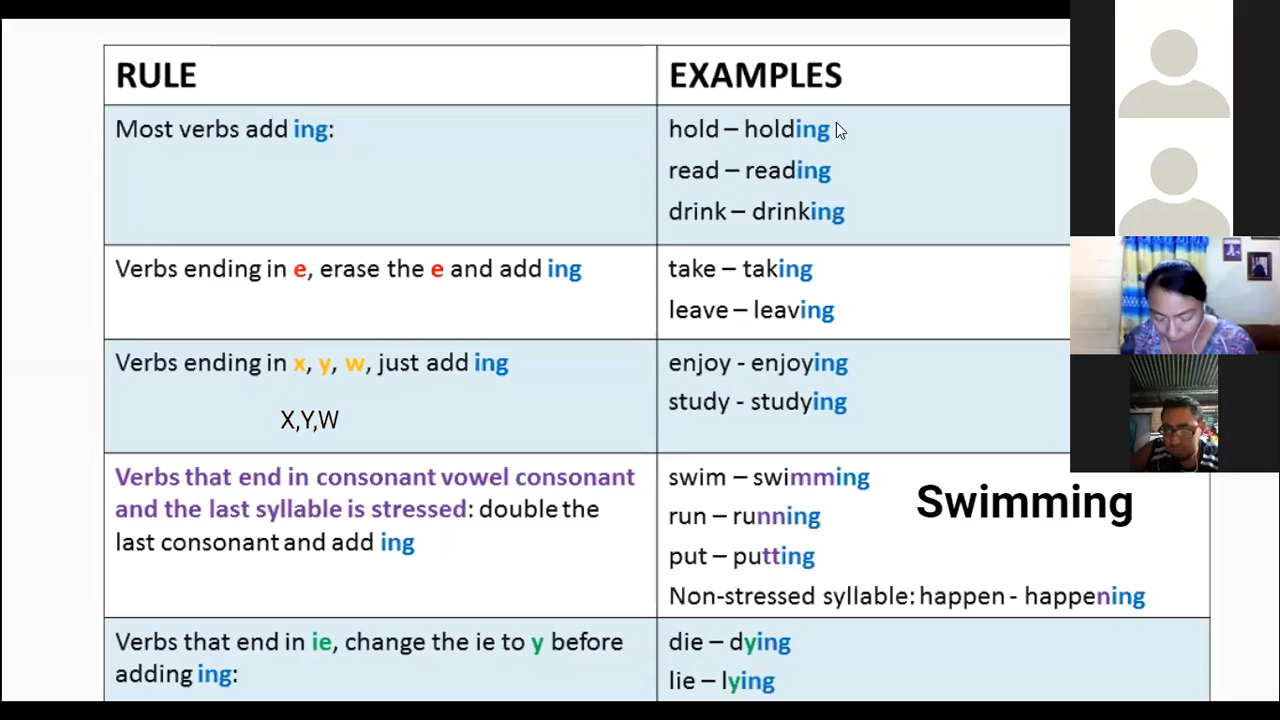 RULE
EXAMPLES
Most verbs add ing:
hold – holding
read – reading
drink – drinking
Verbs ending in e, erase the e and add ing
take – taking
leave – leaving
Verbs ending in x, y, w, just add ing
X,Y,W
enjoy - enjoying
study - studying
Verbs that end in consonant vowel consonant
and the last syllable is stressed: double the
last consonant and add ing
swim – swimming
run – running
put – putting
Non-stressed syllable: happen - happening
Swimming
Verbs that end in ie, change the ie to y before
adding ing:
die – dying
lie – lying